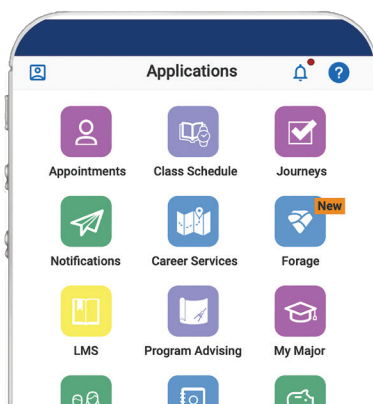 Applications
?
Appointments
Class Schedule
Journeys
New
Notifications
Career Services
Forage
LMS
Program Advising
My Major